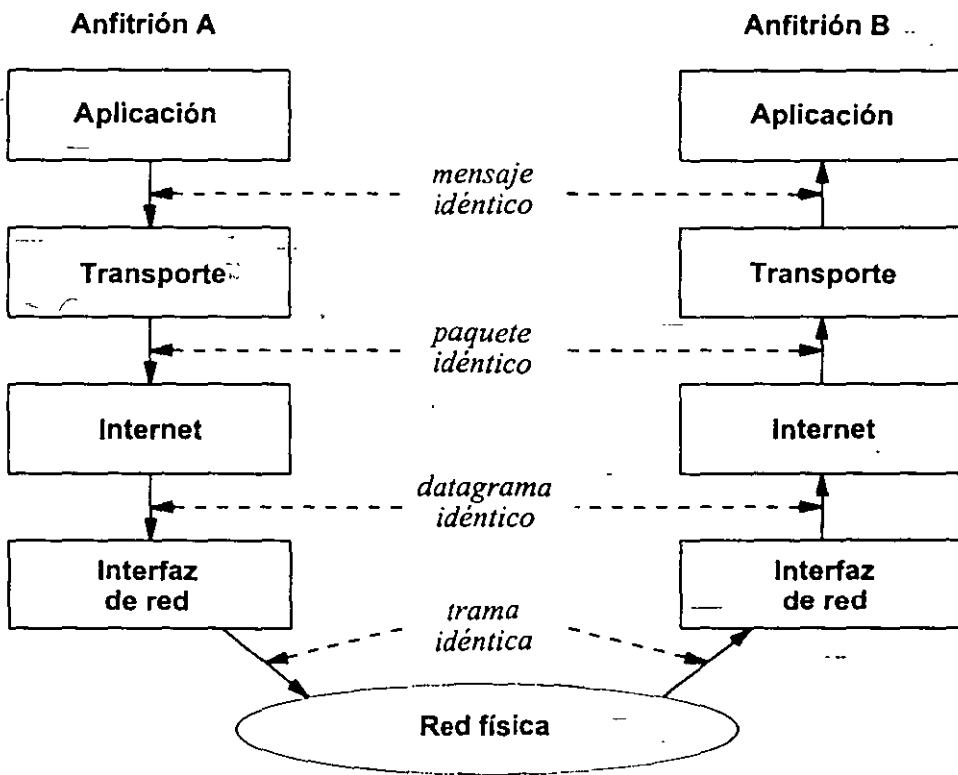 Anfitrión A
Anfitrión B
Aplicación
Aplicación
mensaje
idéntico
Transporte
Transporte
paquete
idéntico
Internet
Internet
datagrama
idéntico
Interfaz
de red
Interfaz
de red
trama
idéntica
Red física